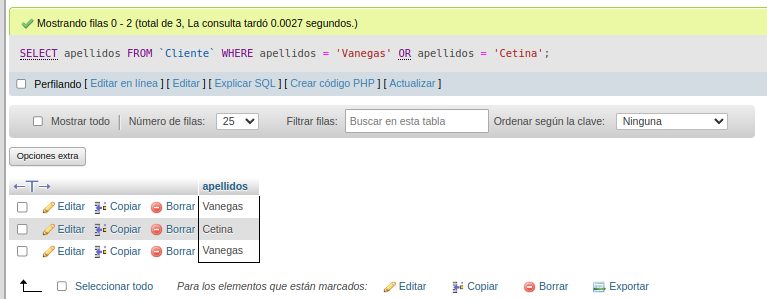 Mostrando filas 0 - 2 (total de 3, La consulta tardó 0.0027 segundos.)
SELECT apellidos FROM `Cliente` WHERE apellidos = 'Vanegas' OR apellidos = 'Cetina';
Perfilando [ Editar en línea ] [ Editar ] [ Explicar SQL ] [ Crear código PHP ] [ Actualizar ]
Mostrar todo Número de filas: 25 Filtrar filas: Buscar en esta tabla Ordenar según la clave: Ninguna
Opciones extra
←T→ apellidos
Editar Copiar Borrar Vanegas
Editar Copiar Borrar Cetina
Editar Copiar Borrar Vanegas
Seleccionar todo Para los elementos que están marcados: Editar Copiar Borrar Exportar